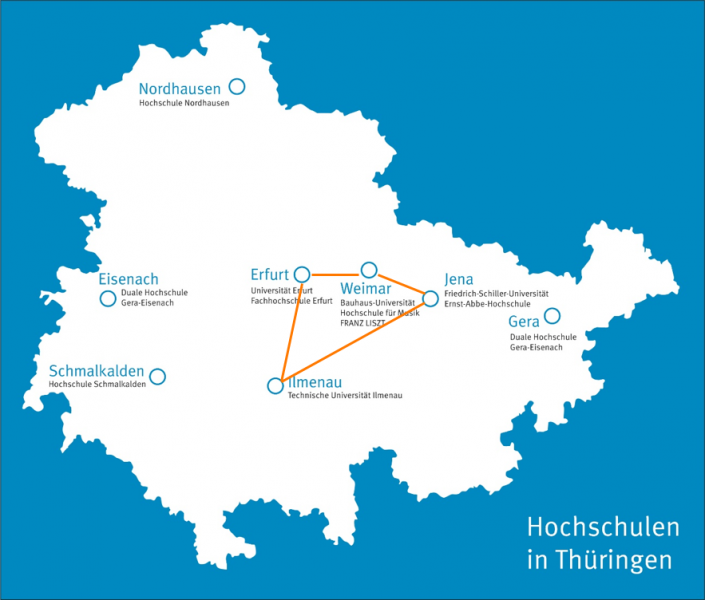 Nordhausen
Hochschule Nordhausen
Eisenach
Duale Hochschule
Gera-Eisenach
Erfurt
Universität Erfurt
Fachhochschule Erfurt
Weimar
Bauhaus-Universität
Hochschule für Musik
FRANZ LISZT
Jena
Friedrich-Schiller-Universität
Ernst-Abbe-Hochschule
Gera
Duale Hochschule
Gera-Eisenach
Schmalkalden
Hochschule Schmalkalden
Ilmenau
Technische Universität Ilmenau
Hochschulen
in Thüringen